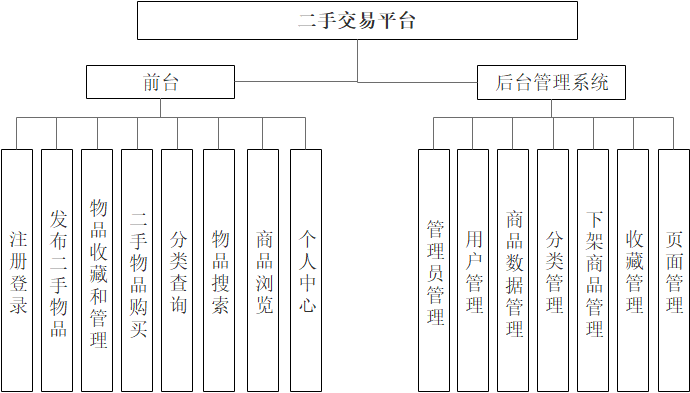 二手交易平台
前台
后台管理系统
注册登录
发布二手物品
物品收藏和管理
二手物品购买
分类查询
物品搜索
商品浏览
个人中心
管理员管理
用户管理
商品数据管理
分类管理
下架商品管理
收藏管理
页面管理